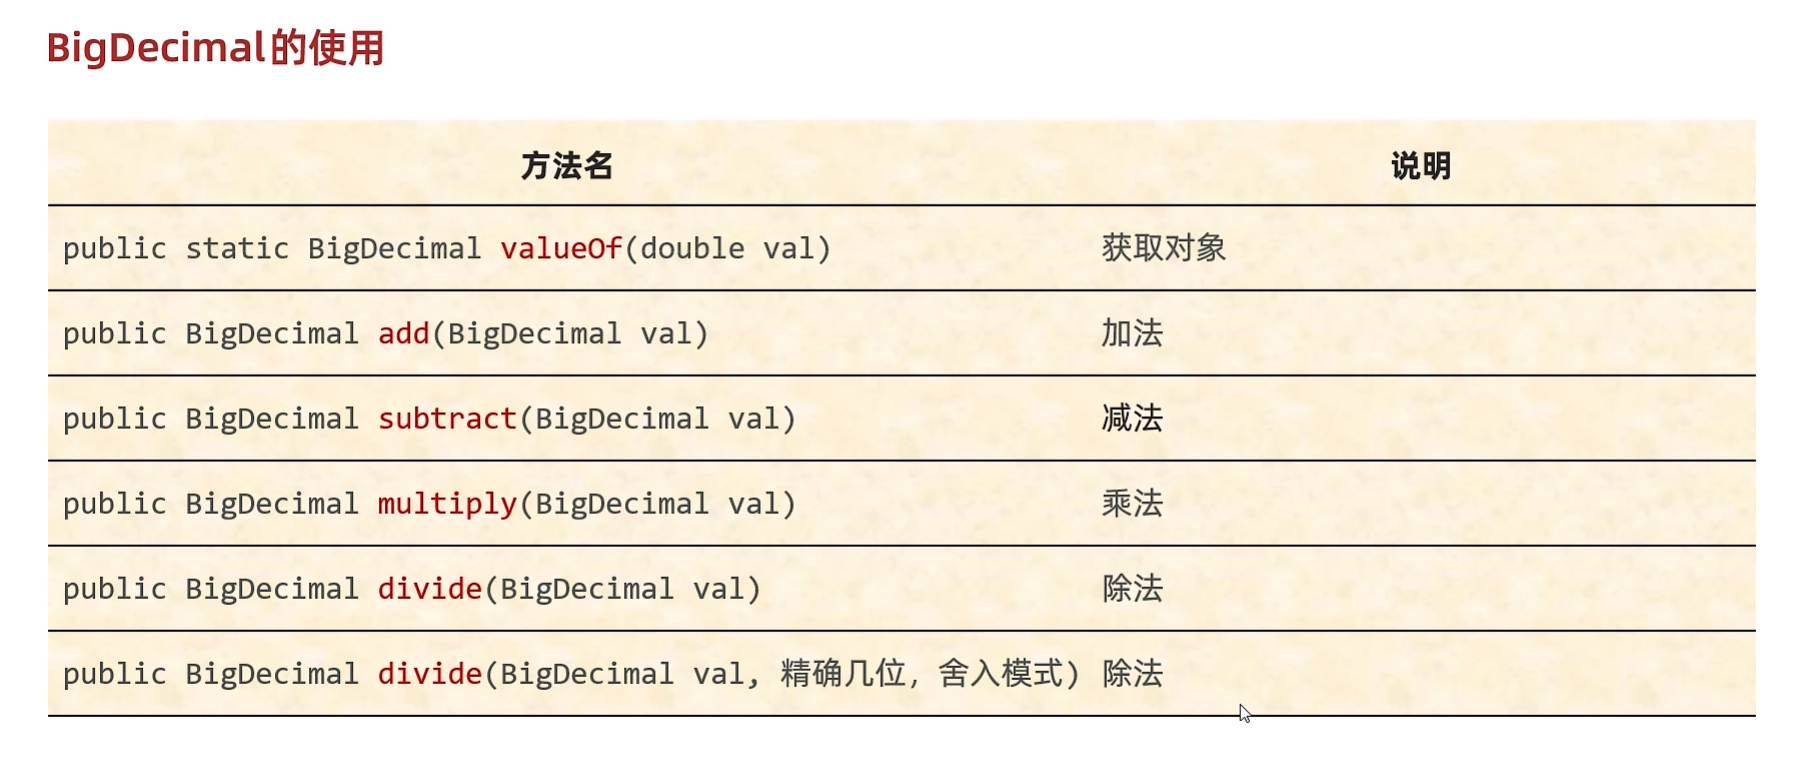 BigDecimal的使用
方法名 说明
public static BigDecimal valueOf(double val) 获取对象
public BigDecimal add(BigDecimal val) 加法
public BigDecimal subtract(BigDecimal val) 减法
public BigDecimal multiply(BigDecimal val) 乘法
public BigDecimal divide(BigDecimal val) 除法
public BigDecimal divide(BigDecimal val, 精确几位, 舍入模式) 除法